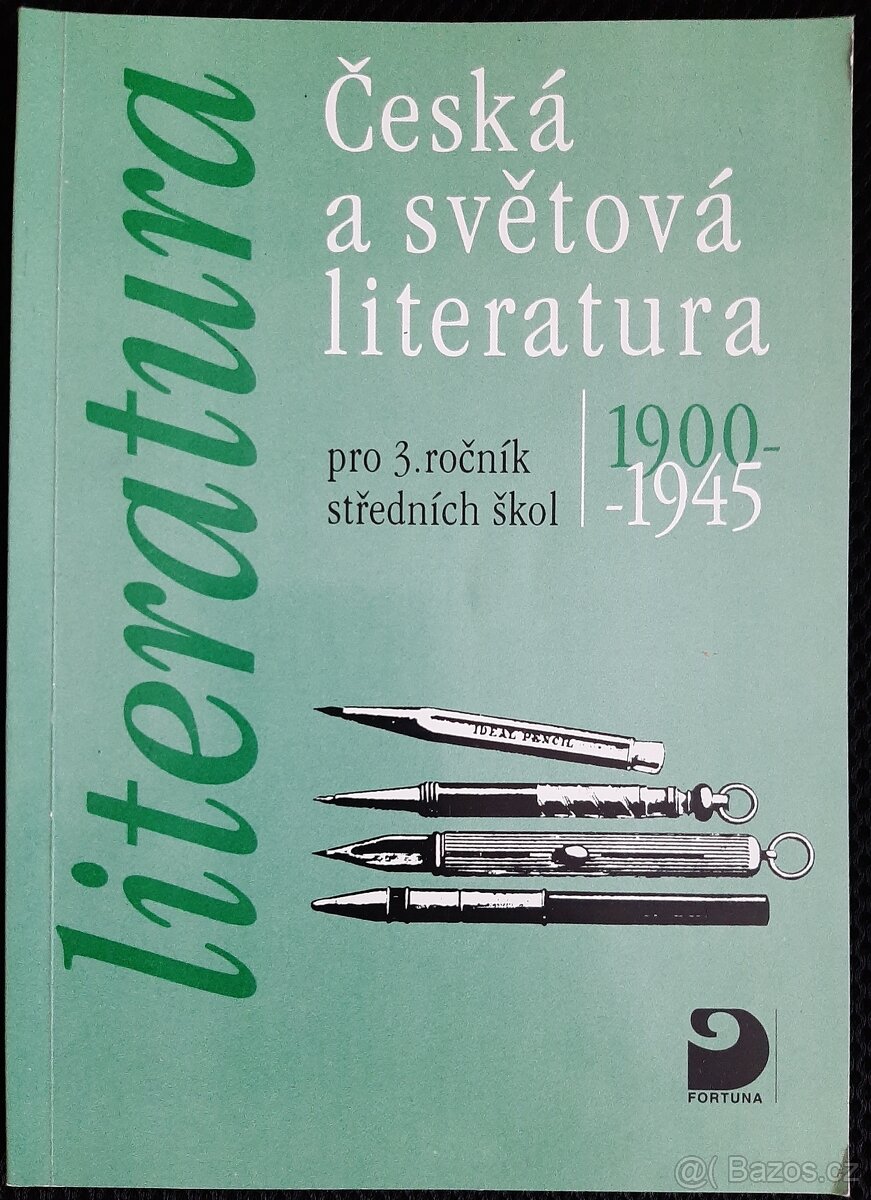 literatura
Česká
a světová
literatura
pro 3. ročník
středních škol
1900-
-1945
IDEAL PENCIL
FORTUNA
@( Bazos.cz